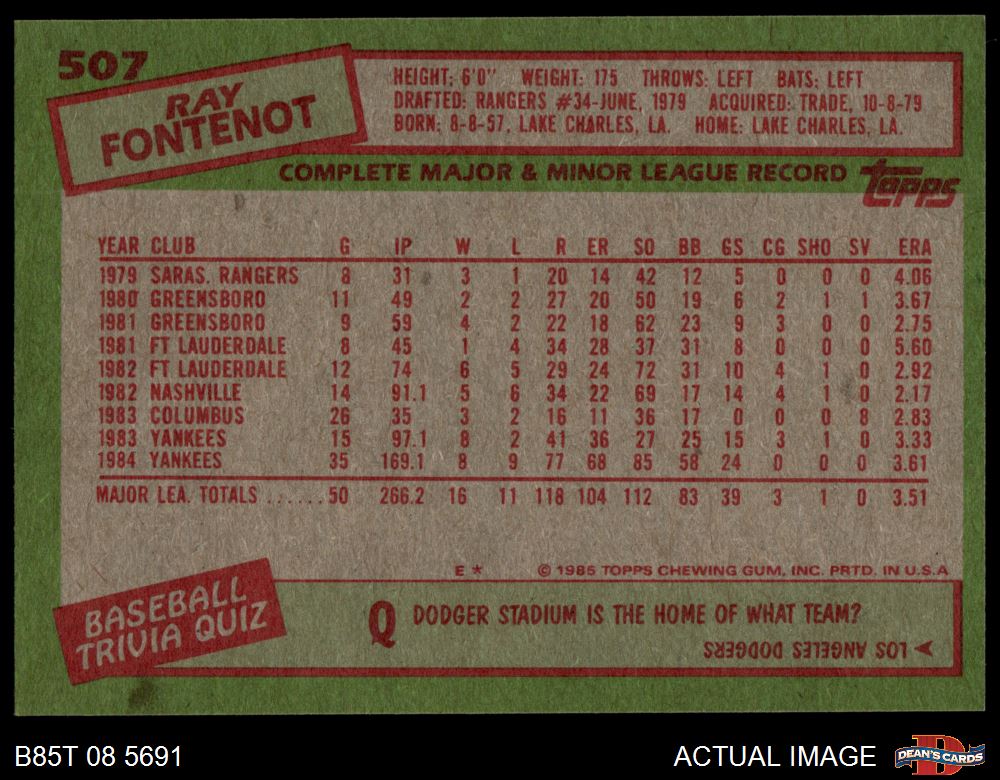 507
RAY
FONTENOT
HEIGHT: 6'0" WEIGHT: 175 THROWS: LEFT BATS: LEFT
DRAFTED: RANGERS #34-JUNE, 1979 ACQUIRED: TRADE, 10-8-79
BORN: 8-8-57, LAKE CHARLES, LA. HOME: LAKE CHARLES, LA.
COMPLETE MAJOR & MINOR LEAGUE RECORD
Topps
YEAR CLUB G IP W L R ER SO BB GS CG SHO SV ERA
1979 SARAS. RANGERS 8 31 3 1 20 14 42 12 5 0 0 0 4.06
1980 GREENSBORO 11 49 2 2 27 20 50 19 6 2 1 1 3.67
1981 GREENSBORO 9 59 4 2 22 18 62 23 9 3 0 0 2.75
1981 FT LAUDERDALE 8 45 1 4 34 28 37 31 8 0 0 0 5.60
1982 FT LAUDERDALE 12 74 6 5 29 24 72 31 10 4 1 0 2.92
1982 NASHVILLE 14 91.1 5 6 34 22 69 17 14 4 1 0 2.17
1983 COLUMBUS 26 35 3 2 16 11 36 17 0 0 0 8 2.83
1983 YANKEES 15 97.1 8 2 41 36 27 25 15 3 1 0 3.33
1984 YANKEES 35 169.1 8 9 77 68 85 58 24 0 0 0 3.61
MAJOR LEA. TOTALS ......50 266.2 16 11 118 104 112 83 39 3 1 0 3.51
E * © 1985 TOPPS CHEWING GUM, INC. PRTD. IN U.S.A
BASEBALL
TRIVIA QUIZ
Q DODGER STADIUM IS THE HOME OF WHAT TEAM?
LOS ANGELES DODGERS
B85T 08 5691
ACTUAL IMAGE
DEAN'S CARDS